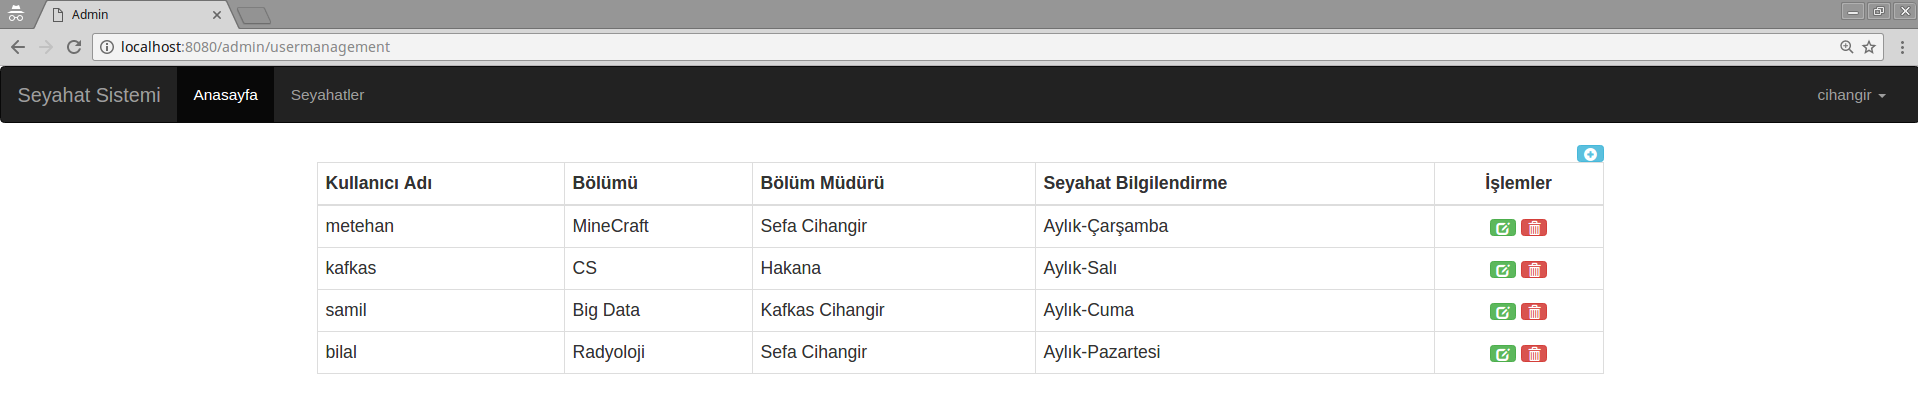 Admin
localhost:8080/admin/usermanagement
Seyahat Sistemi Anasayfa Seyahatler cihangir
Kullanıcı Adı Bölümü Bölüm Müdürü Seyahat Bilgilendirme İşlemler
metehan MineCraft Sefa Cihangir Aylık-Çarşamba
kafkas CS Hakana Aylık-Salı
samil Big Data Kafkas Cihangir Aylık-Cuma
bilal Radyoloji Sefa Cihangir Aylık-Pazartesi